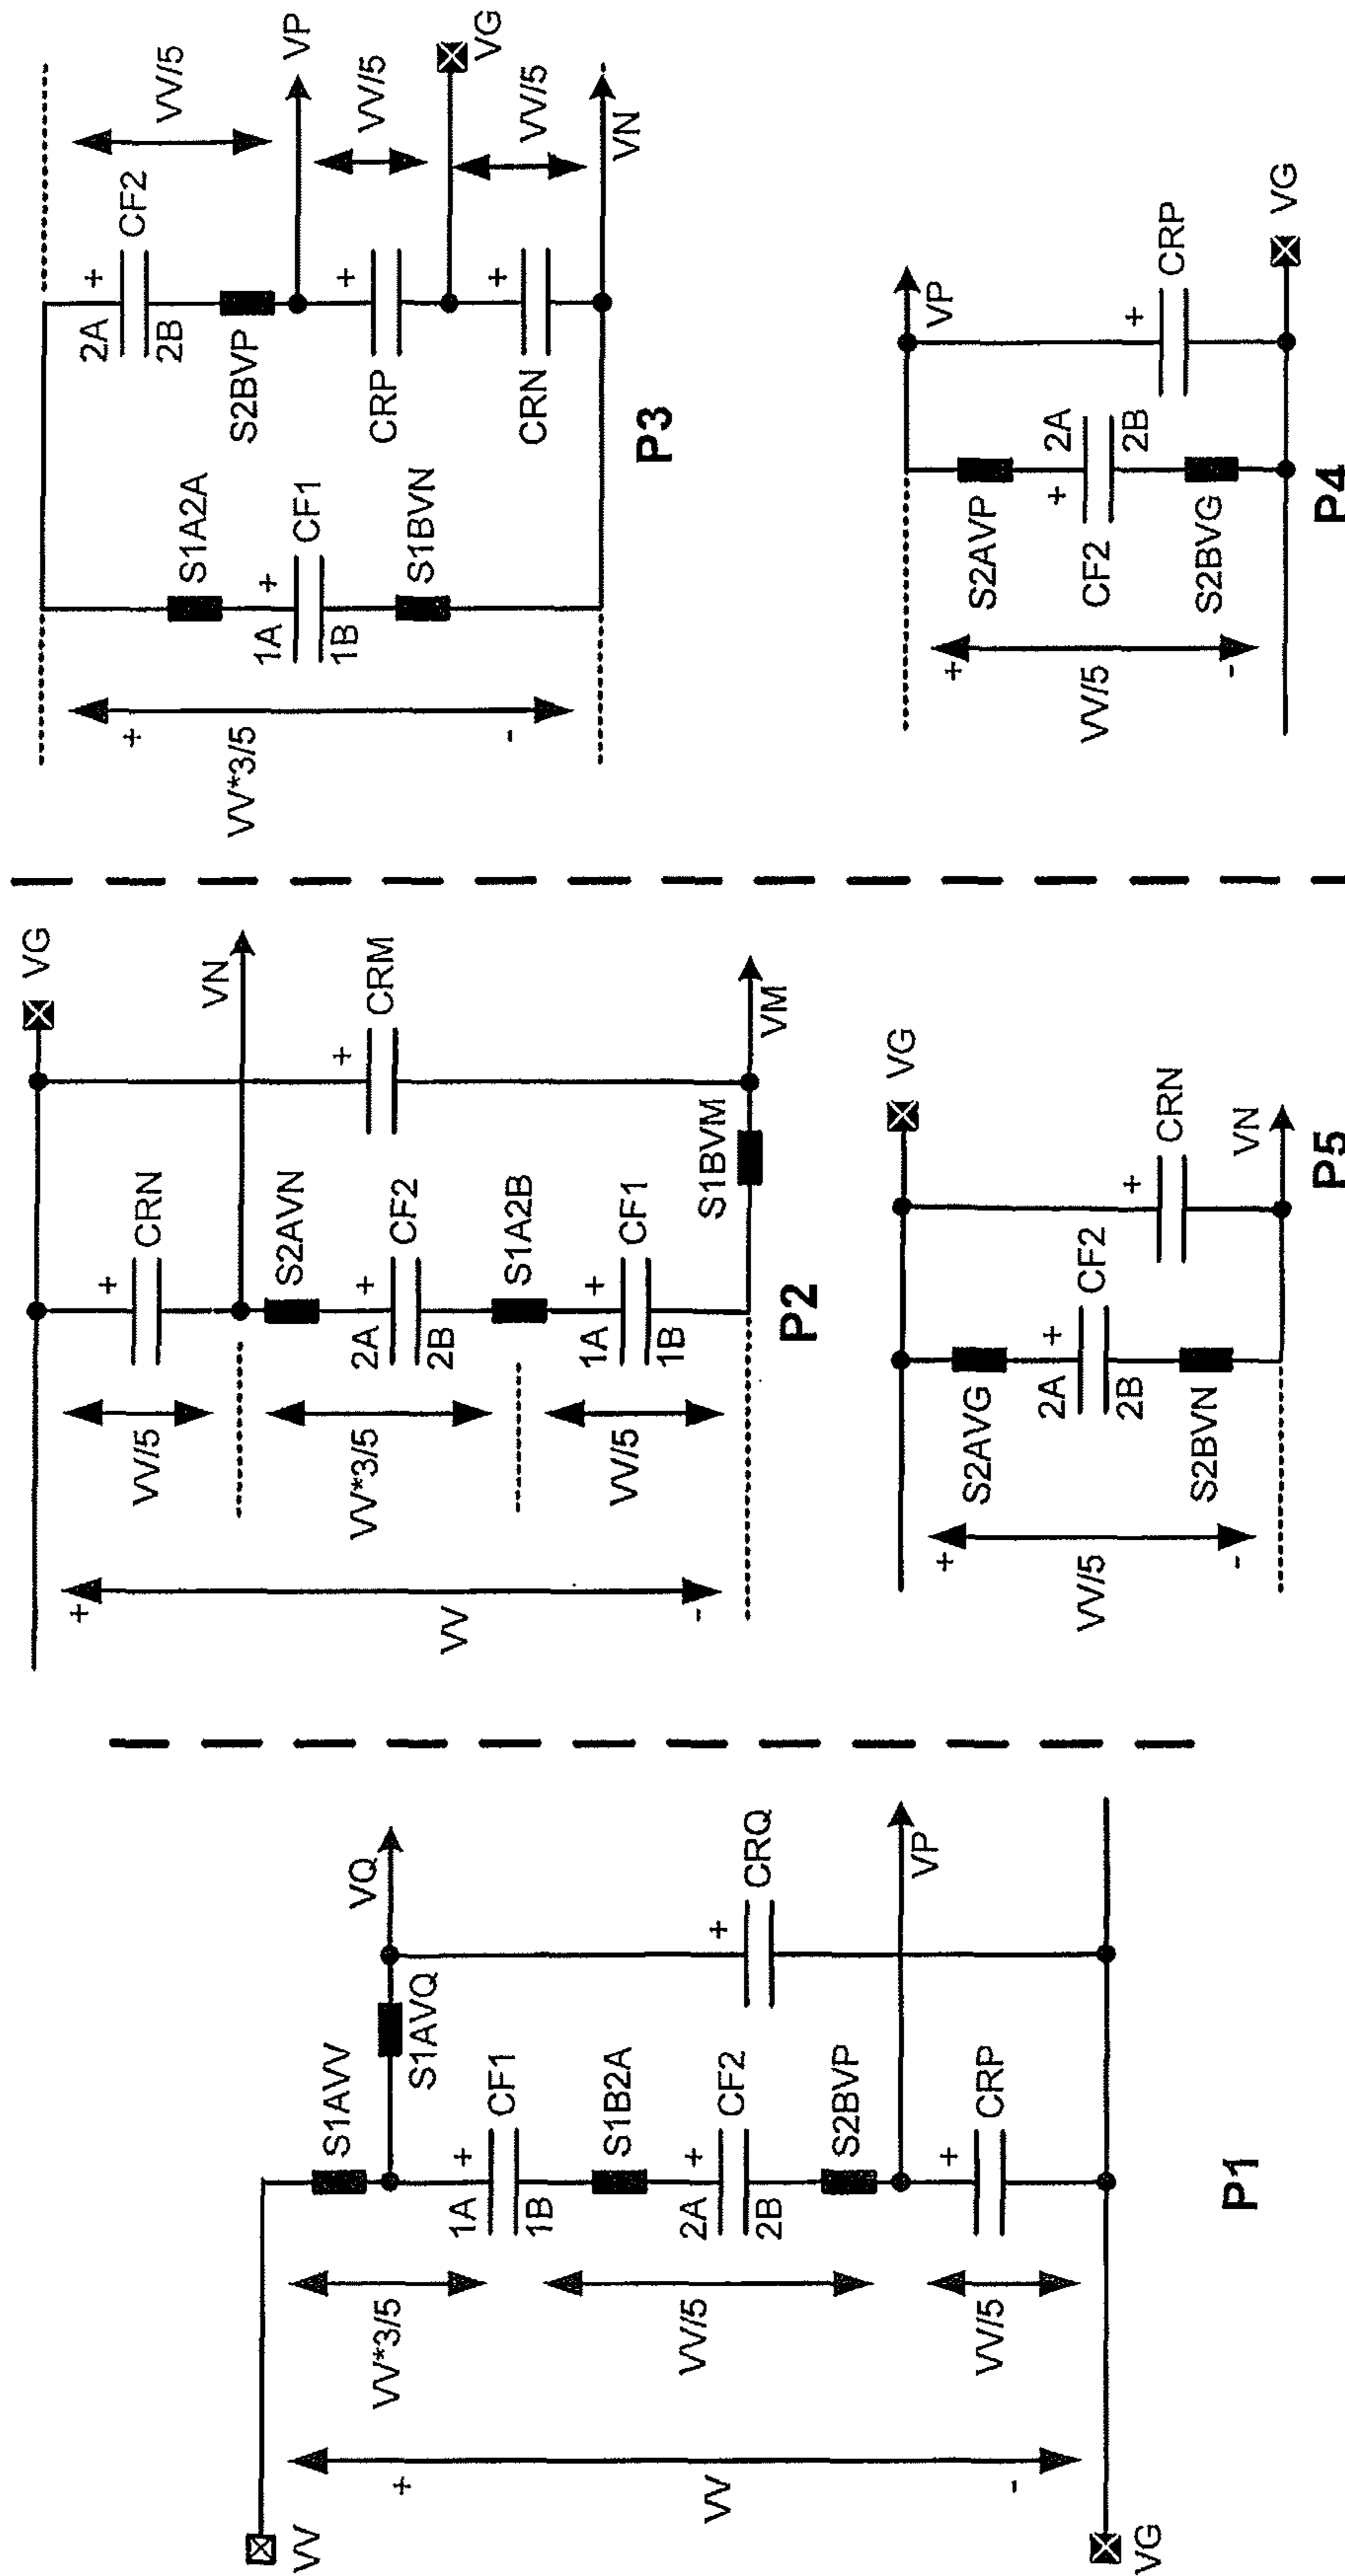 VV
VG
VV
+
-
VV*3/5
VV/5
VV/5
S1AVV
S1AVQ
VQ
1A
+
1B
CF1
S1B2A
2A
+
2B
CF2
S2BVP
VP
+
CRP
+
CRQ
P1
VG
VV
+
-
VV/5
VV*3/5
VV/5
+
CRN
VN
S2AVN
2A
+
2B
CF2
S1A2B
1A
+
1B
CF1
S1BVM
+
CRM
VM
P2
VV*3/5
+
-
S1A2A
1A
+
1B
CF1
S1BVN
2A
+
2B
CF2
S2BVP
+
CRP
+
CRN
VV/5
VV/5
VV/5
VP
VG
VN
P3
VV/5
+
-
S2AVP
+
2A
CF2
2B
S2BVG
VP
+
CRP
VG
P4
VV/5
+
-
S2AVG
2A
+
2B
CF2
S2BVN
VG
+
CRN
VN
P5